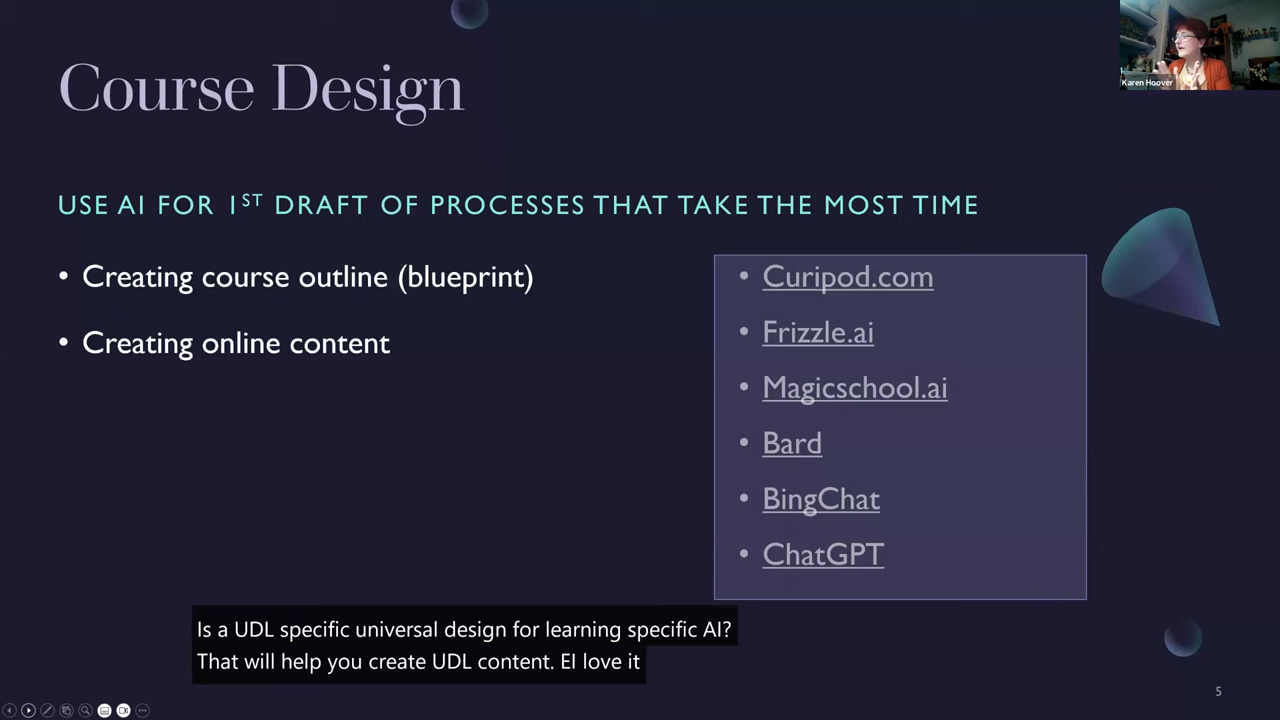 Karen Hoover
Course Design
USE AI FOR 1ST DRAFT OF PROCESSES THAT TAKE THE MOST TIME
• Creating course outline (blueprint)
• Creating online content
• Curipod.com
• Frizzle.ai
• Magicschool.ai
• Bard
• BingChat
• ChatGPT
Is a UDL specific universal design for learning specific AI?
That will help you create UDL content. EI love it
5